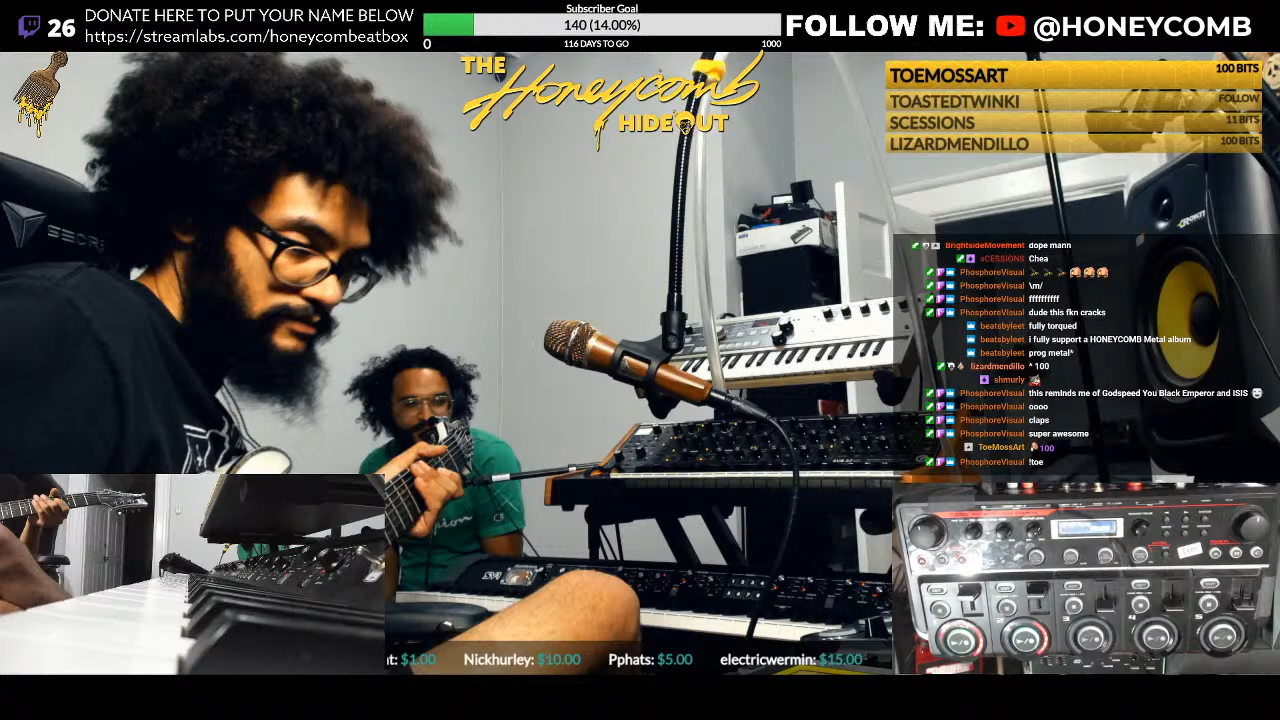 26
DONATE HERE TO PUT YOUR NAME BELOW
https://streamlabs.com/honeycombeatbox
Subscriber Goal
140 (14.00%)
0
116 DAYS TO GO
1000
FOLLOW ME: @HONEYCOMB
THE
Honeycomb
HIDEOUT
TOEMOSSART 100 BITS
TOASTEDTWINKI FOLLOW
SCESSIONS 11 BITS
LIZARDMENDILLO 100 BITS
KRK
ROKIT
BrightsideMovement dope mann
sCESSIONS Chea
PhosphoreVisual
PhosphoreVisual \m/
PhosphoreVisual ffffffffff
PhosphoreVisual dude this fkn cracks
beatsbyleet fully torqued
beatsbyleet i fully support a HONEYCOMB Metal album
beatsbyleet prog metal*
lizardmendillo ^ 100
shmurly
PhosphoreVisual this reminds me of Godspeed You Black Emperor and ISIS
PhosphoreVisual oooo
PhosphoreVisual claps
PhosphoreVisual super awesome
ToeMossArt 100
PhosphoreVisual !toe
t: $1.00
Nickhurley: $10.00
Pphats: $5.00
electricwermin: $15.00